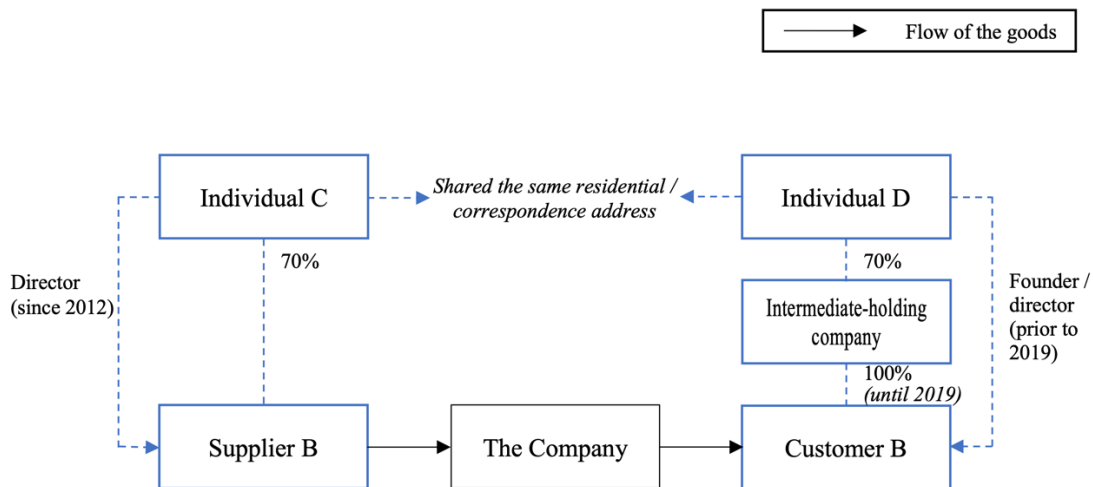 Flow of the goods
Individual C
Shared the same residential /
correspondence address
Individual D
70%
70%
Director
(since 2012)
Founder /
director
(prior to
2019)
Intermediate-holding
company
100%
(until 2019)
Supplier B
The Company
Customer B